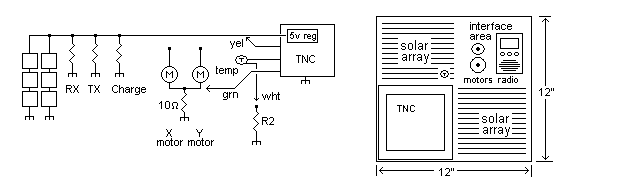 5v reg
TNC
yel
temp
T
M
M
RX
TX
Charge
grn
wht
10Ω
R2
X
motor
Y
motor
solar
array
interface
area
motors
radio
TNC
solar
array
12"
12"